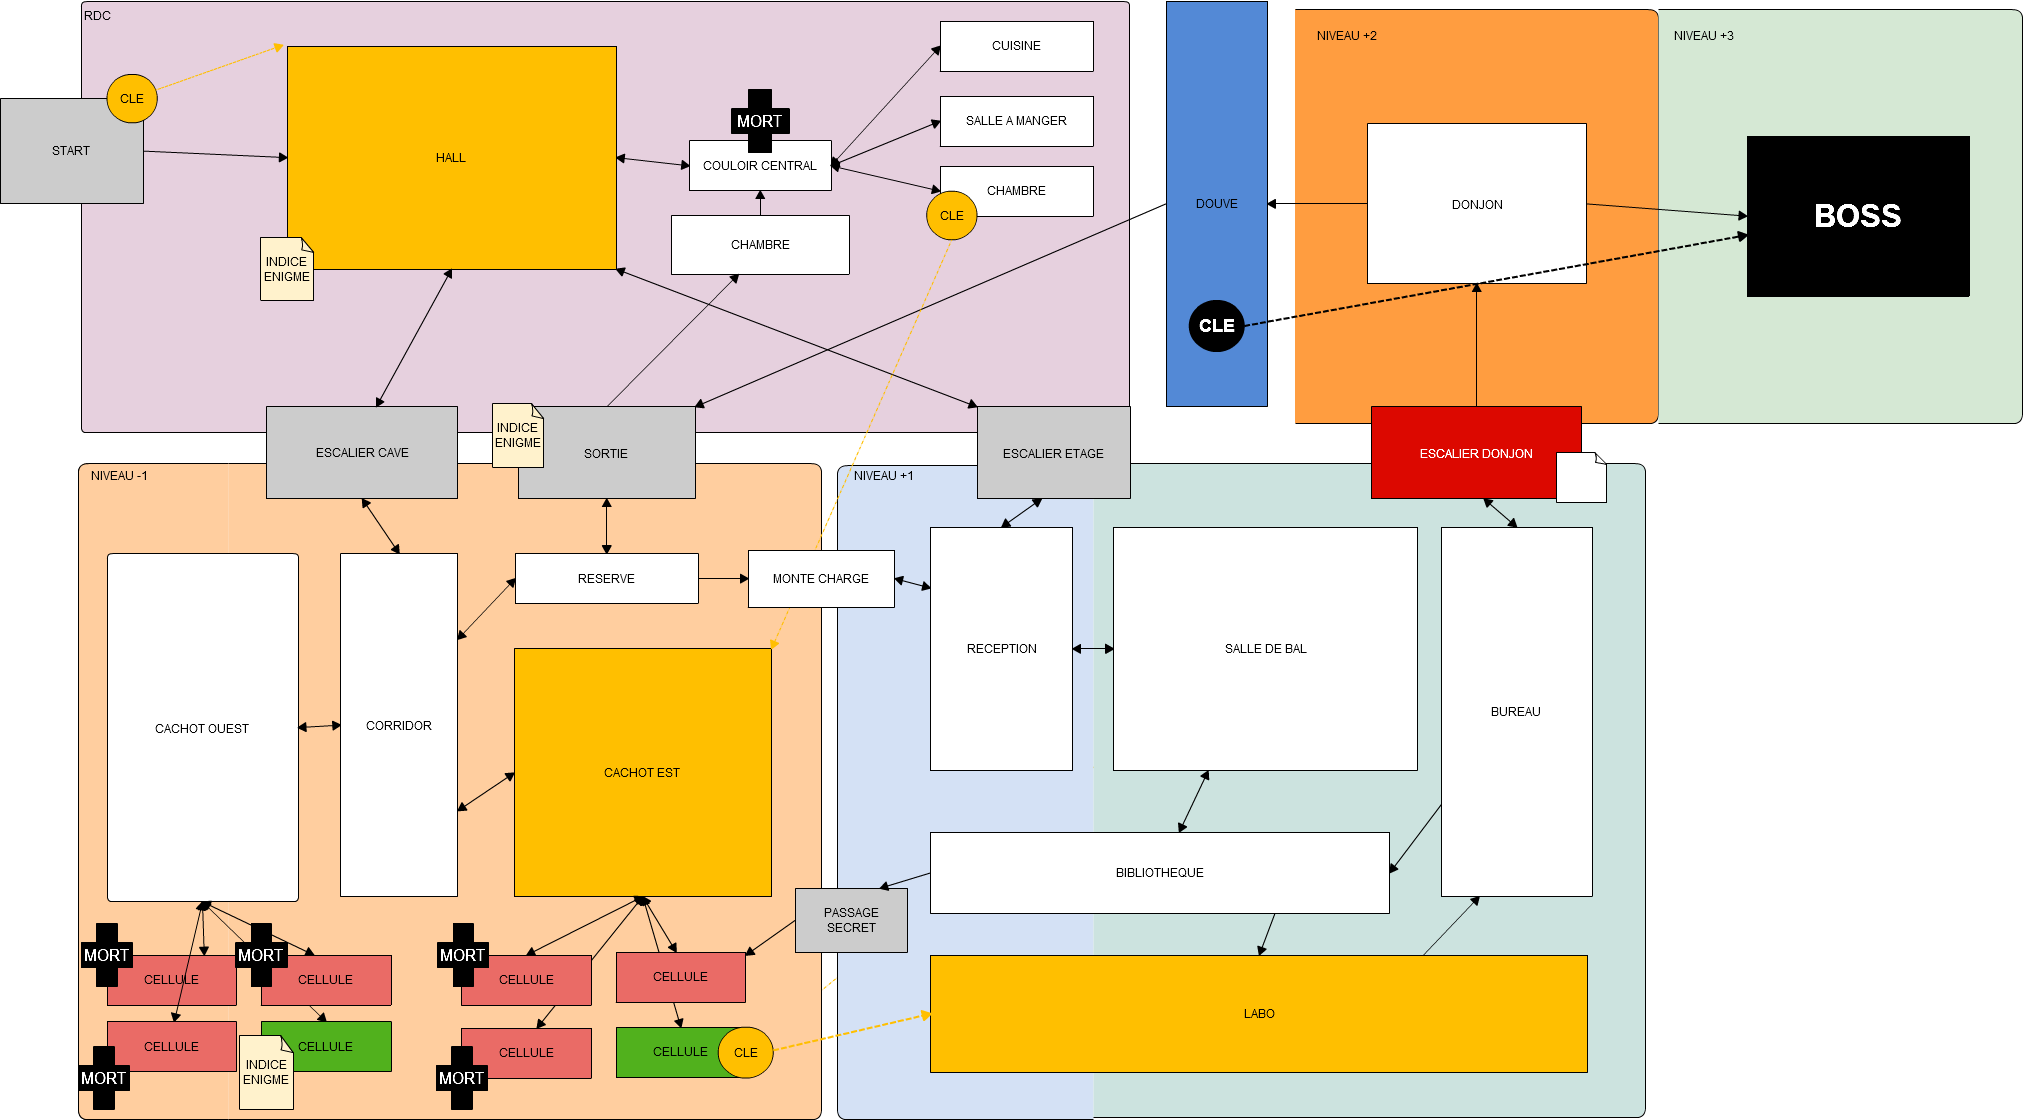 RDC
NIVEAU +2
NIVEAU +3
CUISINE
CLE
SALLE A MANGER
MORT
START
HALL
COULOIR CENTRAL
CHAMBRE
CLE
DOUVE
DONJON
BOSS
CHAMBRE
INDICE
ENIGME
CLE
INDICE
ENIGME
ESCALIER CAVE
SORTIE
ESCALIER ETAGE
ESCALIER DONJON
NIVEAU -1
NIVEAU +1
RESERVE
MONTE CHARGE
RECEPTION
SALLE DE BAL
BUREAU
CACHOT OUEST
CORRIDOR
CACHOT EST
BIBLIOTHEQUE
PASSAGE
SECRET
MORT
MORT
MORT
CELLULE
CELLULE
CELLULE
CELLULE
LABO
CELLULE
CELLULE
CELLULE
CELLULE
CLE
INDICE
ENIGME
MORT
MORT